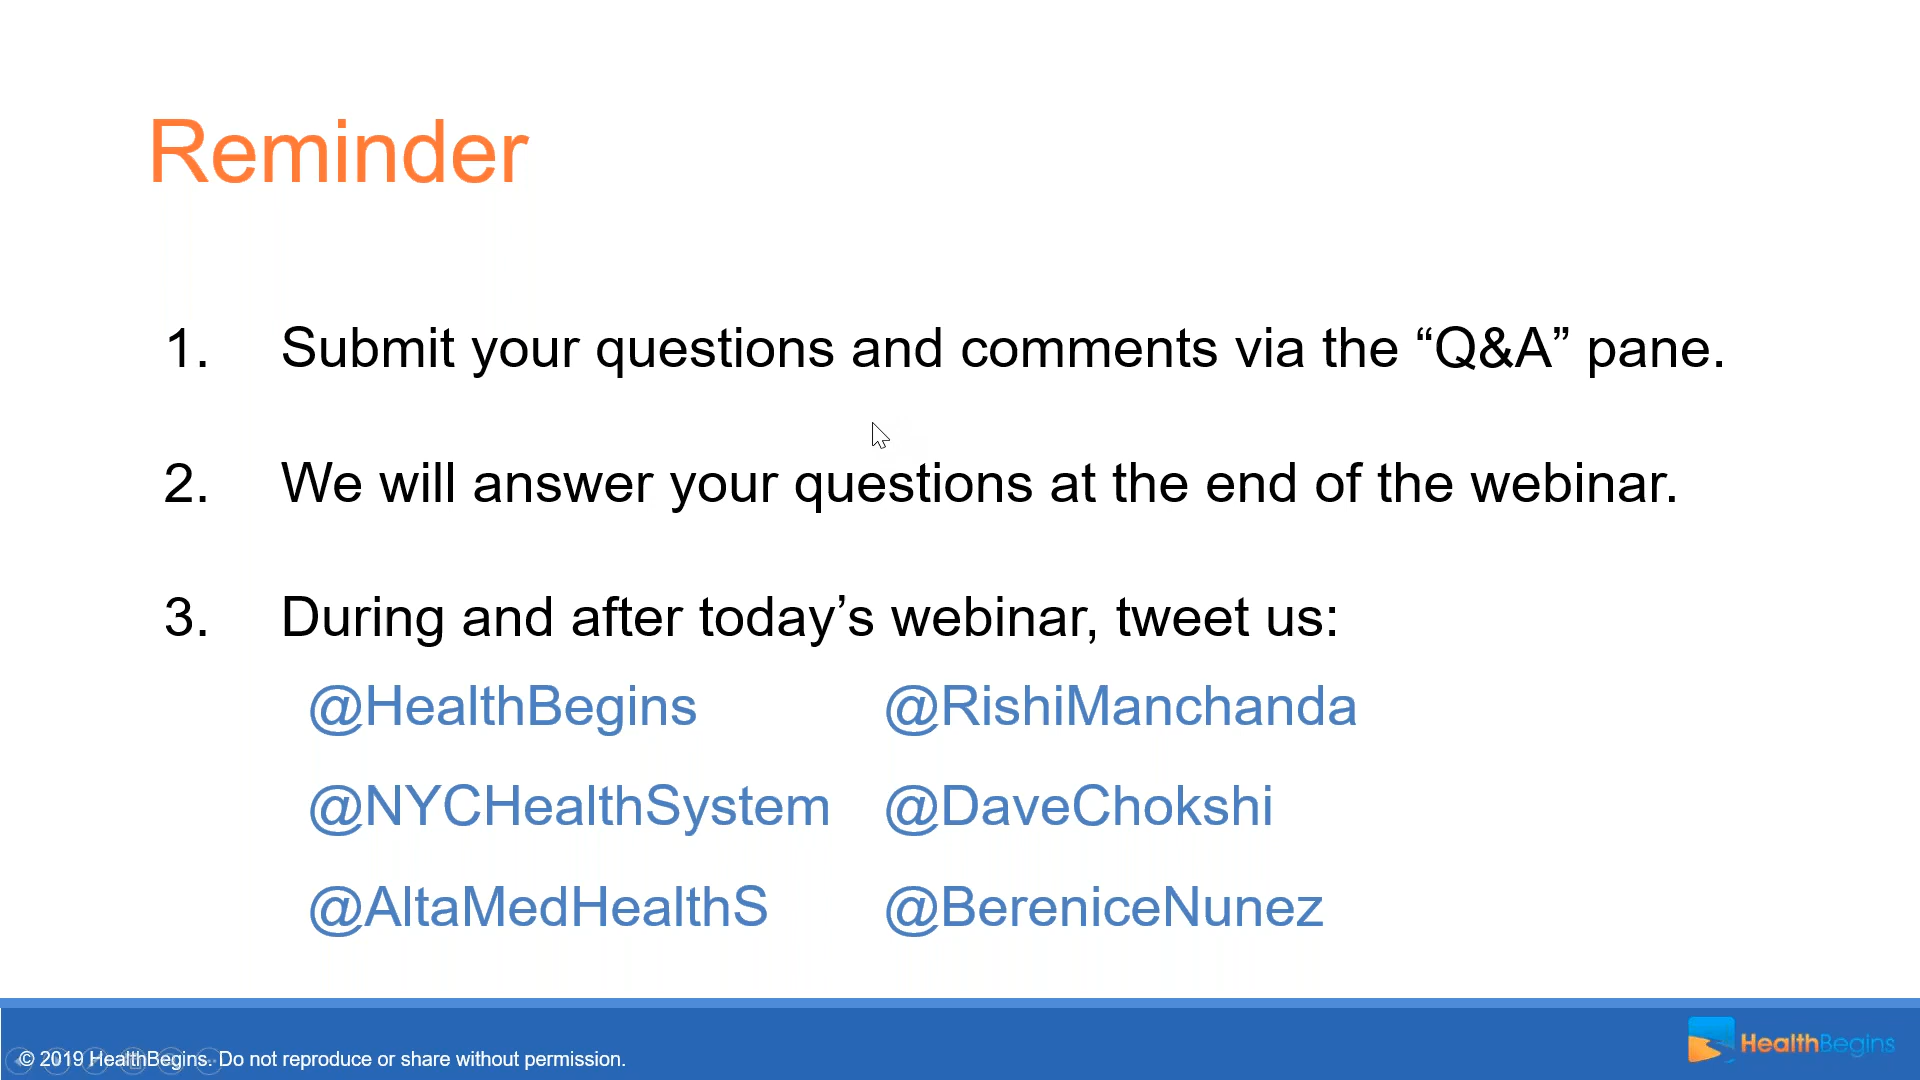 Reminder
1. Submit your questions and comments via the “Q&A” pane.
2. We will answer your questions at the end of the webinar.
3. During and after today’s webinar, tweet us:
@HealthBegins @RishiManchanda
@NYCHealthSystem @DaveChokshi
@AltaMedHealthS @BereniceNunez
© 2019 HealthBegins. Do not reproduce or share without permission.
HealthBegins